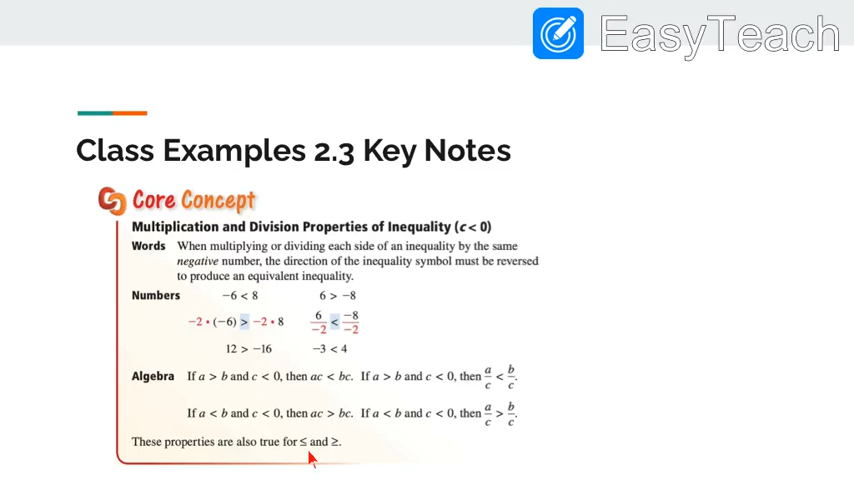 EasyTeach
Class Examples 2.3 Key Notes
Core Concept
Multiplication and Division Properties of Inequality (c < 0)
Words When multiplying or dividing each side of an inequality by the same
negative number, the direction of the inequality symbol must be reversed
to produce an equivalent inequality.
Numbers −6 < 8 6 > −8
−2 • (−6) > −2 • 8 6/−2 < −8/−2
12 > −16 −3 < 4
Algebra If a > b and c < 0, then ac < bc. If a > b and c < 0, then a/c < b/c.
If a < b and c < 0, then ac > bc. If a < b and c < 0, then a/c > b/c.
These properties are also true for ≤ and ≥.